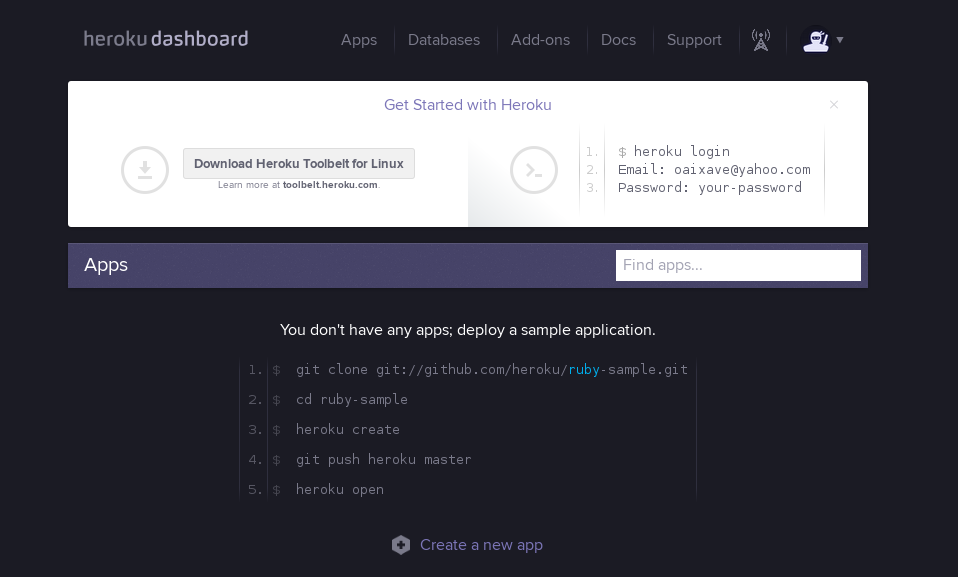 heroku dashboard
Apps
Databases
Add-ons
Docs
Support
Get Started with Heroku
×
Download Heroku Toolbelt for Linux
Learn more at toolbelt.heroku.com.
1. $ heroku login
2. Email: oaixave@yahoo.com
3. Password: your-password
Apps
Find apps...
You don't have any apps; deploy a sample application.
1. $ git clone git://github.com/heroku/ruby-sample.git
2. $ cd ruby-sample
3. $ heroku create
4. $ git push heroku master
5. $ heroku open
Create a new app